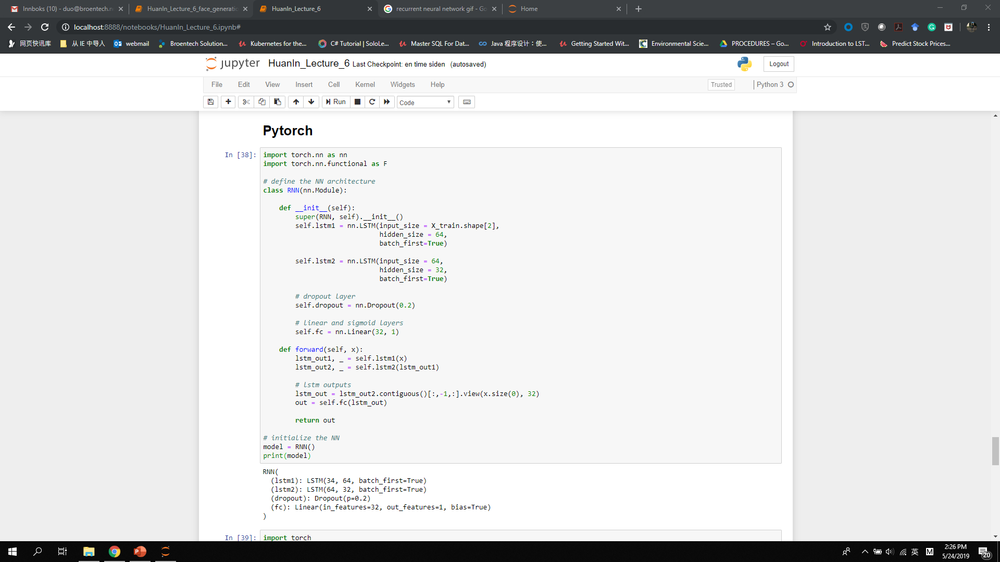 Innboks (10) - duo@broentech.n
HuanIn_Lecture_6_face_generatio
HuanIn_Lecture_6
recurrent neural network gif - Go
Home
localhost:8888/notebooks/HuanIn_Lecture_6.ipynb#
网页快讯库
从 IE 中导入
webmail
Broentech Solution...
Kubernetes for the...
C# Tutorial | SoloLe...
Master SQL For Dat...
Java 程序设计：使...
Getting Started Wit...
Environmental Scie...
PROCEDURES – Go...
Introduction to LST...
Predict Stock Prices...
jupyter HuanIn_Lecture_6 Last Checkpoint: en time siden (autosaved)
Logout
File Edit View Insert Cell Kernel Widgets Help
Trusted
Python 3
Run
Code
Pytorch
In [38]:
import torch.nn as nn
import torch.nn.functional as F
# define the NN architecture
class RNN(nn.Module):
def __init__(self):
super(RNN, self).__init__()
self.lstm1 = nn.LSTM(input_size = X_train.shape[2],
hidden_size = 64,
batch_first=True)
self.lstm2 = nn.LSTM(input_size = 64,
hidden_size = 32,
batch_first=True)
# dropout layer
self.dropout = nn.Dropout(0.2)
# linear and sigmoid layers
self.fc = nn.Linear(32, 1)
def forward(self, x):
lstm_out1, _ = self.lstm1(x)
lstm_out2, _ = self.lstm2(lstm_out1)
# lstm outputs
lstm_out = lstm_out2.contiguous()[:,-1,:].view(x.size(0), 32)
out = self.fc(lstm_out)
return out
# initialize the NN
model = RNN()
print(model)
RNN(
(lstm1): LSTM(34, 64, batch_first=True)
(lstm2): LSTM(64, 32, batch_first=True)
(dropout): Dropout(p=0.2)
(fc): Linear(in_features=32, out_features=1, bias=True)
)
In [39]:
import torch
英
M
2:26 PM
5/24/2019
20